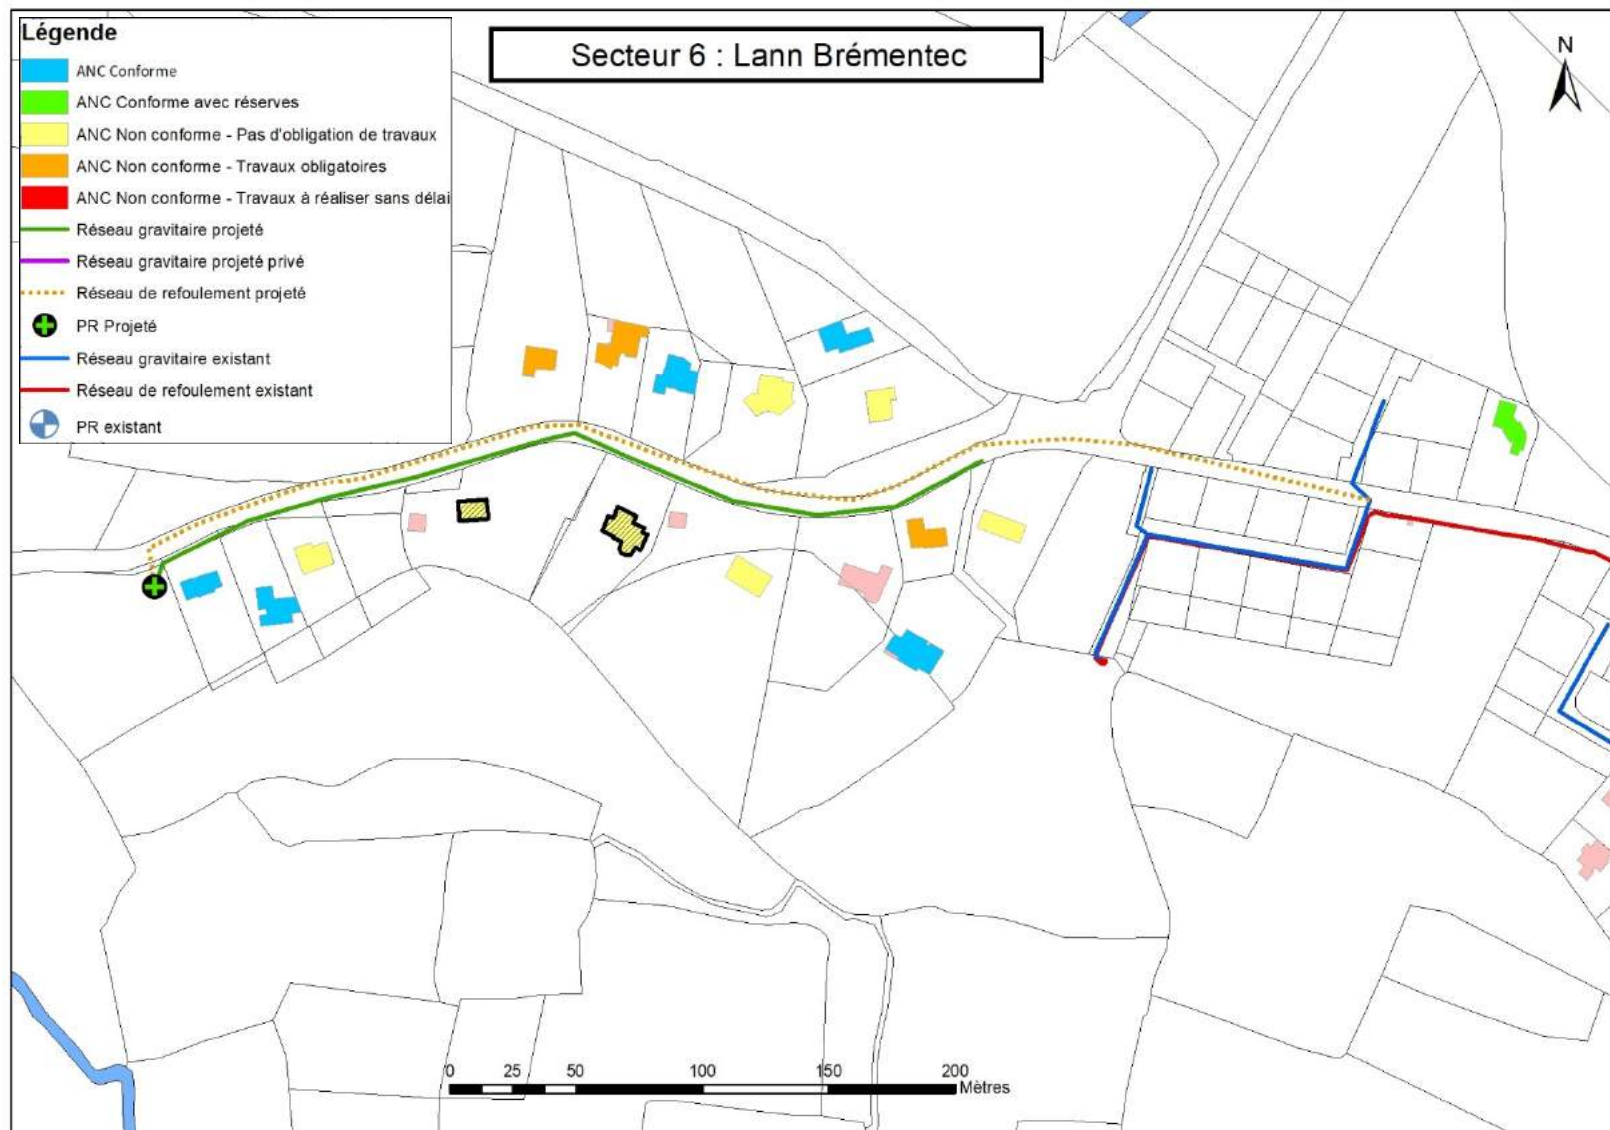 Légende
ANC Conforme
ANC Conforme avec réserves
ANC Non conforme - Pas d'obligation de travaux
ANC Non conforme - Travaux obligatoires
ANC Non conforme - Travaux à réaliser sans délai
Réseau gravitaire projeté
Réseau gravitaire projeté privé
Réseau de refoulement projeté
PR Projeté
Réseau gravitaire existant
Réseau de refoulement existant
PR existant
Secteur 6 : Lann Brémentec
N
0 25 50 100 150 200
Mètres